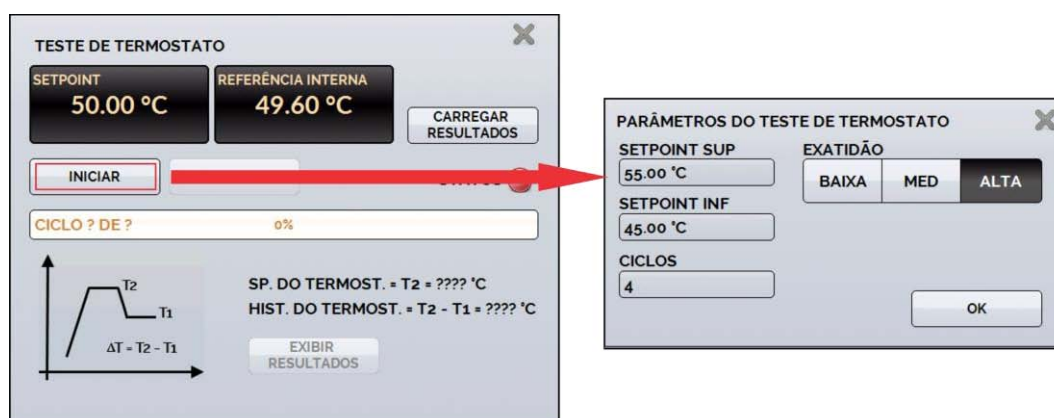 TESTE DE TERMOSTATO
SETPOINT
50.00 °C
REFERÊNCIA INTERNA
49.60 °C
CARREGAR
RESULTADOS
INICIAR
CICLO ? DE ?
0%
T2
T1
ΔT = T2 - T1
SP. DO TERMOST. = T2 = ???? °C
HIST. DO TERMOST. = T2 - T1 = ???? °C
EXIBIR
RESULTADOS
PARÂMETROS DO TESTE DE TERMOSTATO
SETPOINT SUP
55.00 °C
SETPOINT INF
45.00 °C
CICLOS
4
EXATIDÃO
BAIXA
MED
ALTA
OK